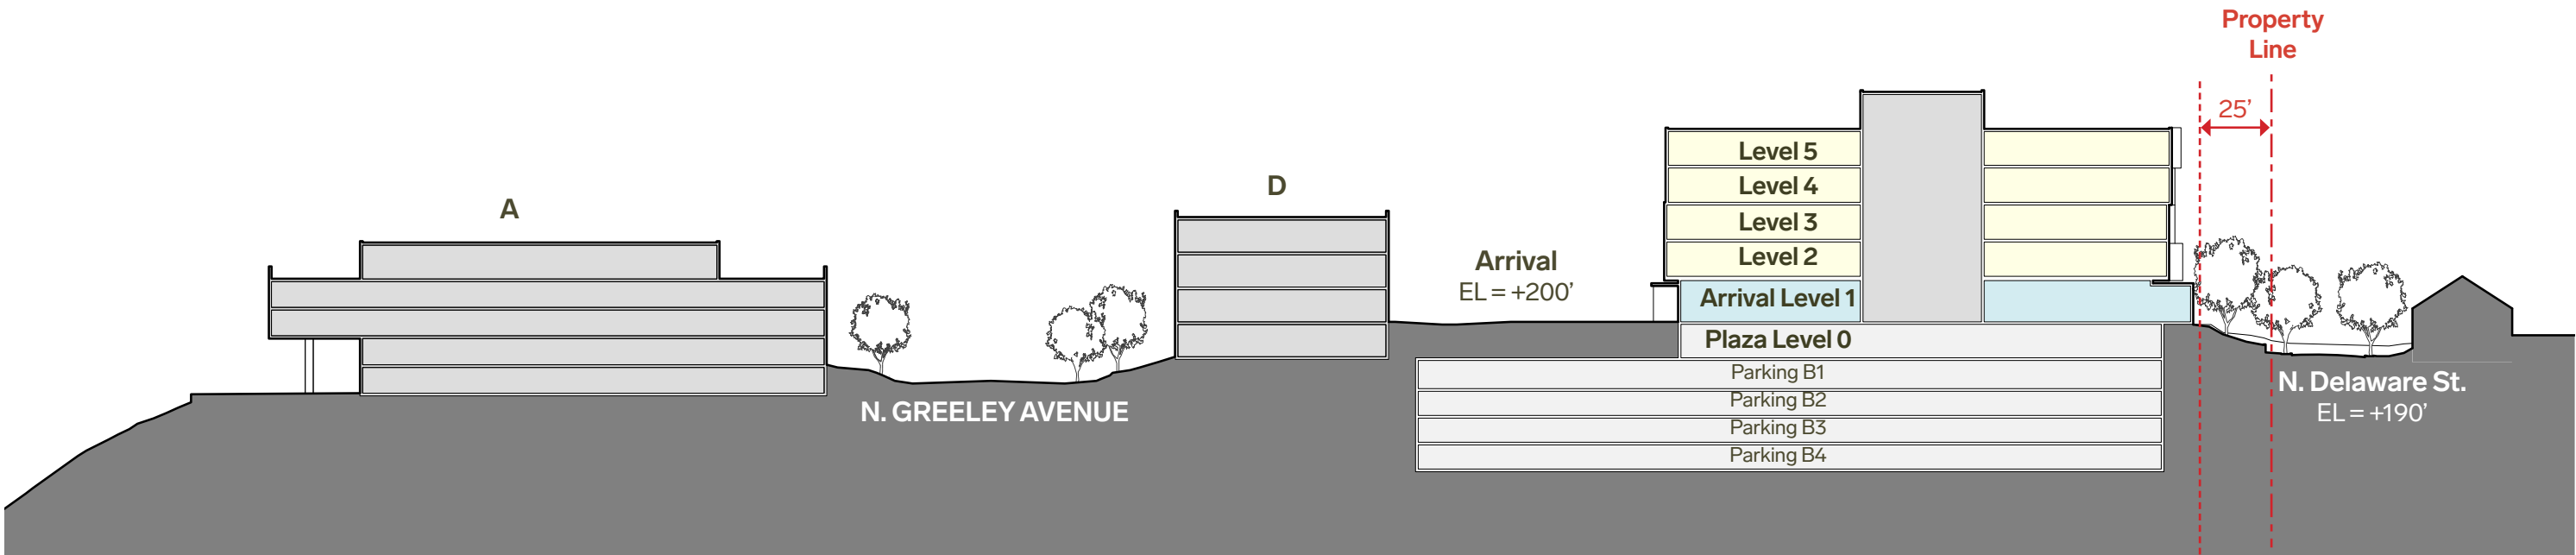 Property
Line
25’
A
D
Arrival
EL = +200’
Level 5
Level 4
Level 3
Level 2
Arrival Level 1
Plaza Level 0
Parking B1
Parking B2
Parking B3
Parking B4
N. GREELEY AVENUE
N. Delaware St.
EL = +190’